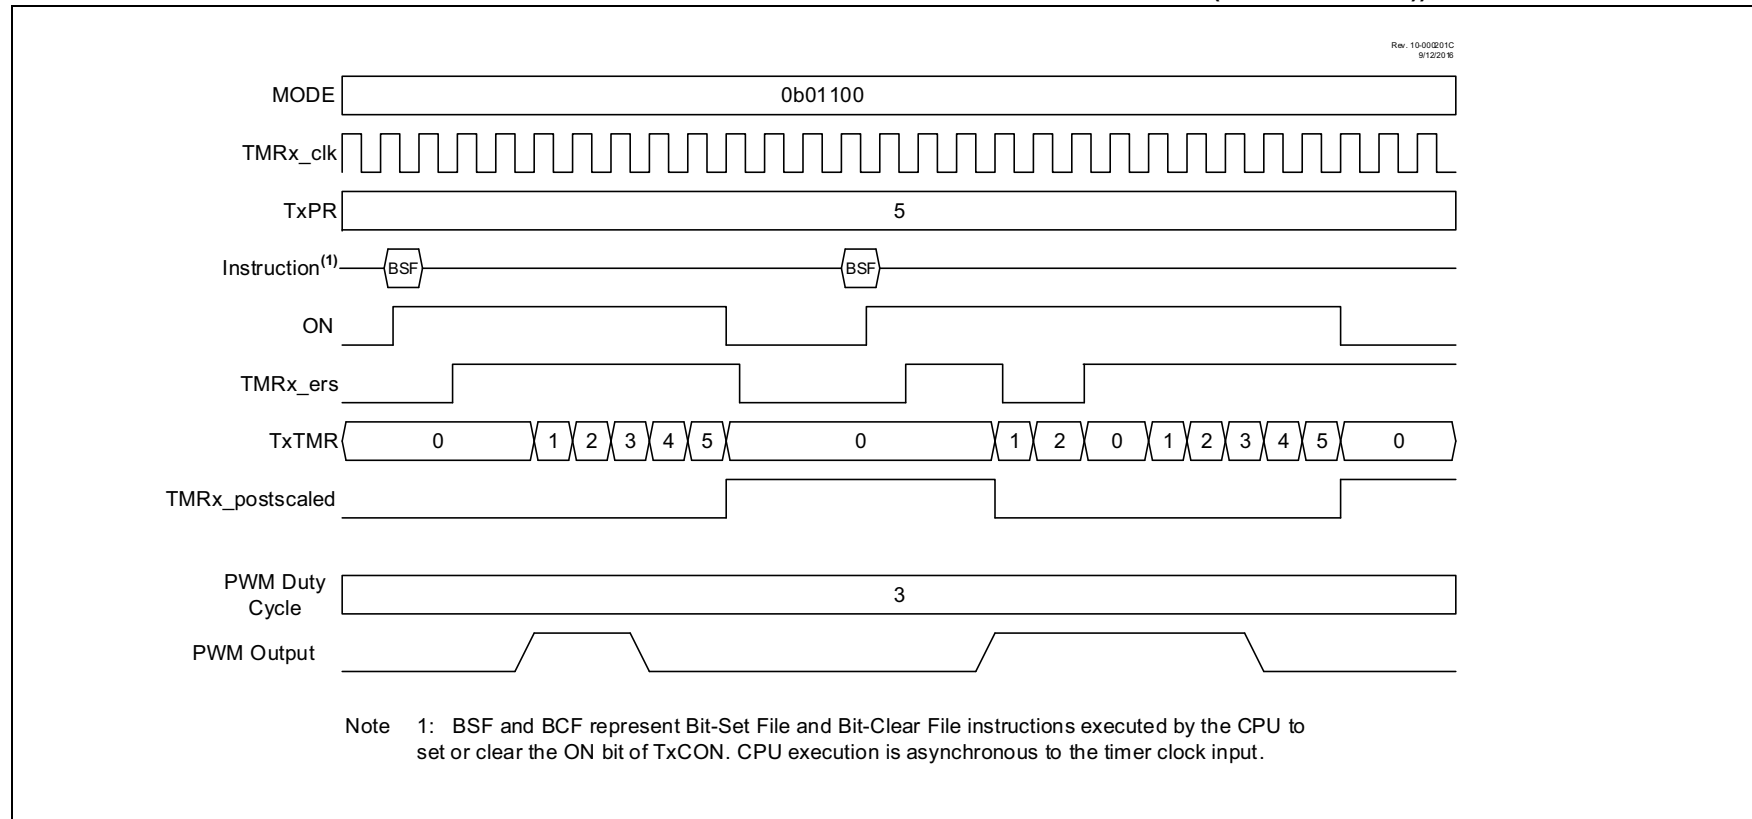 Rev. 10-000201C
9/12/2016
MODE 0b01100
TMRx_clk
TxPR 5
Instruction(1) BSF BSF
ON
TMRx_ers
TxTMR 0 1 2 3 4 5 0 1 2 0 1 2 3 4 5 0
TMRx_postscaled
PWM Duty
Cycle 3
PWM Output
Note 1: BSF and BCF represent Bit-Set File and Bit-Clear File instructions executed by the CPU to
set or clear the ON bit of TxCON. CPU execution is asynchronous to the timer clock input.